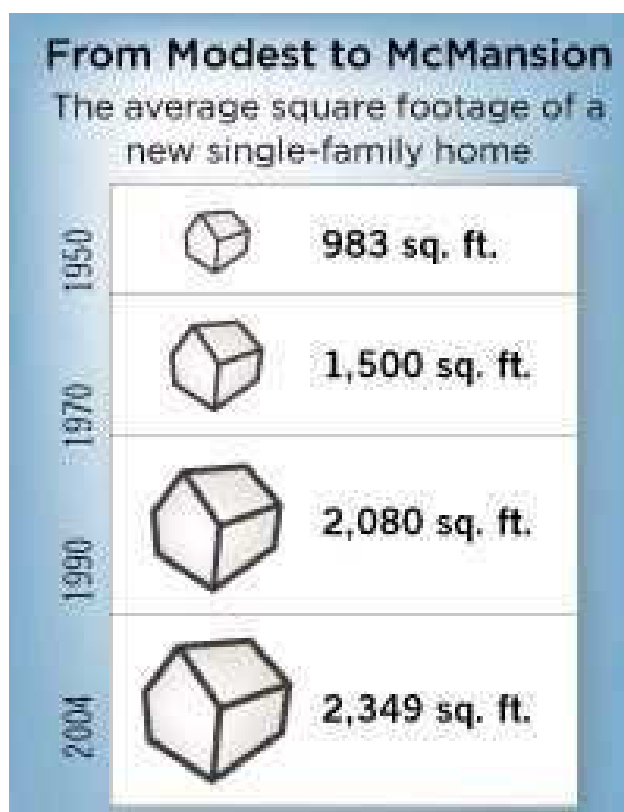 From Modest to McMansion
The average square footage of a
new single-family home
1950
983 sq. ft.
1970
1,500 sq. ft.
1990
2,080 sq. ft.
2004
2,349 sq. ft.